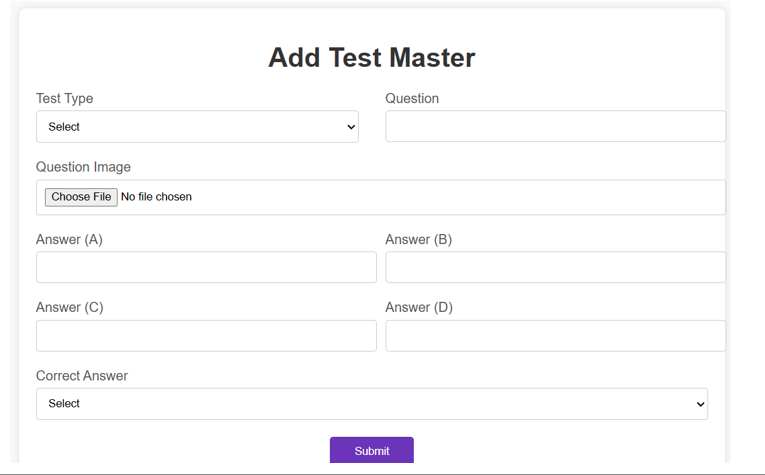 Add Test Master
Test Type
Question
Select
Question Image
Choose File No file chosen
Answer (A)
Answer (B)
Answer (C)
Answer (D)
Correct Answer
Select
Submit